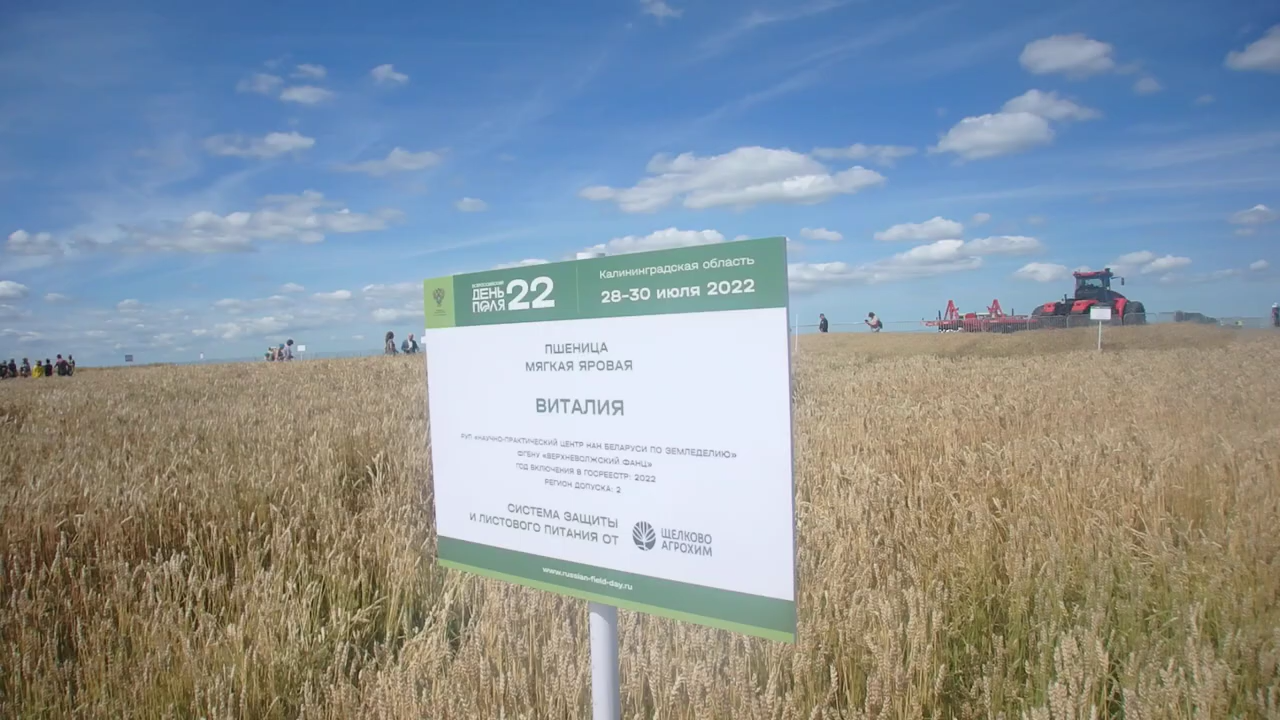 ВСЕРОССИЙСКИЙ
ДЕНЬ
ПОЛЯ 22
Калининградская область
28-30 июля 2022
ПШЕНИЦА
МЯГКАЯ ЯРОВАЯ
ВИТАЛИЯ
РУП «НАУЧНО-ПРАКТИЧЕСКИЙ ЦЕНТР НАН БЕЛАРУСИ ПО ЗЕМЛЕДЕЛИЮ»
ФГБНУ «ВЕРХНЕВОЛЖСКИЙ ФАНЦ»
ГОД ВКЛЮЧЕНИЯ В ГОСРЕЕСТР: 2022
РЕГИОН ДОПУСКА: 2
СИСТЕМА ЗАЩИТЫ
И ЛИСТОВОГО ПИТАНИЯ ОТ
ЩЕЛКОВО
АГРОХИМ
www.russian-field-day.ru